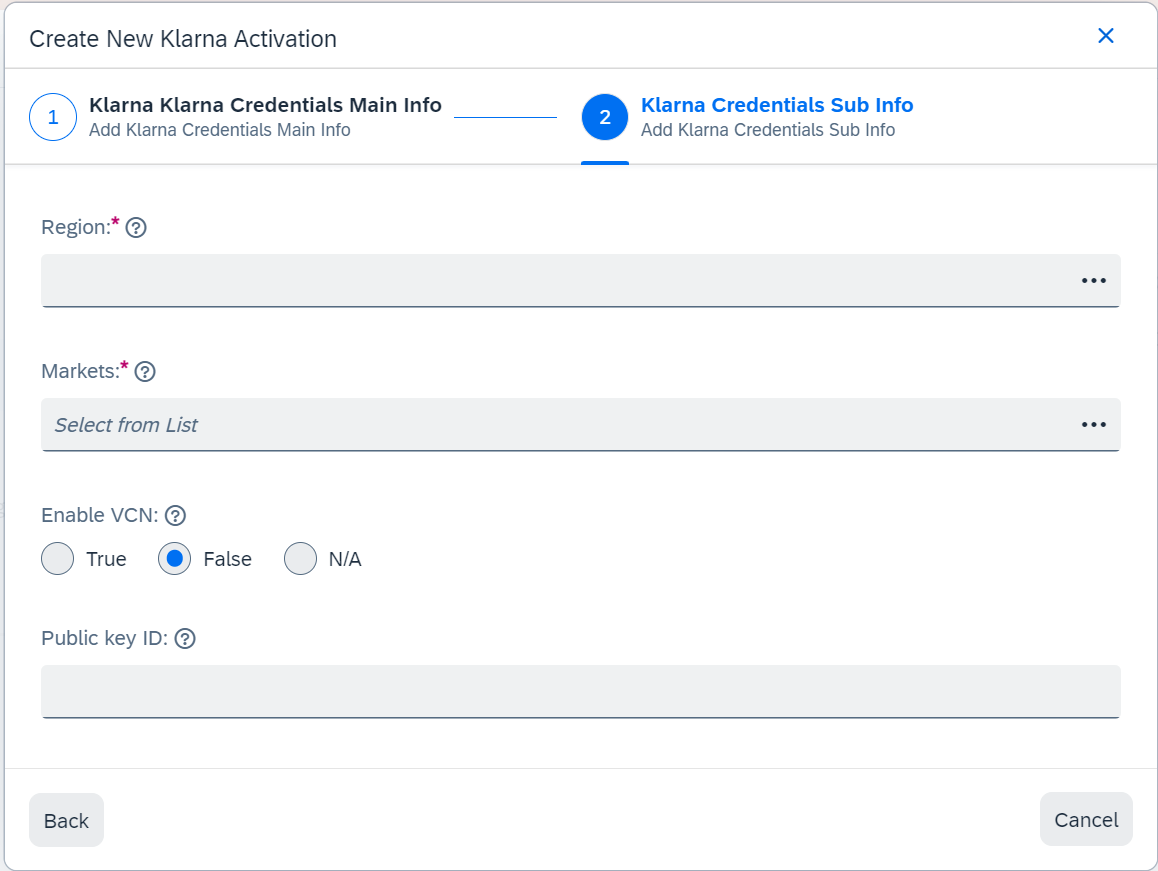 Create New Klarna Activation
1
Klarna Klarna Credentials Main Info
Add Klarna Credentials Main Info
2
Klarna Credentials Sub Info
Add Klarna Credentials Sub Info
Region:*
Markets:*
Select from List
Enable VCN:
True False N/A
Public key ID:
Back Cancel